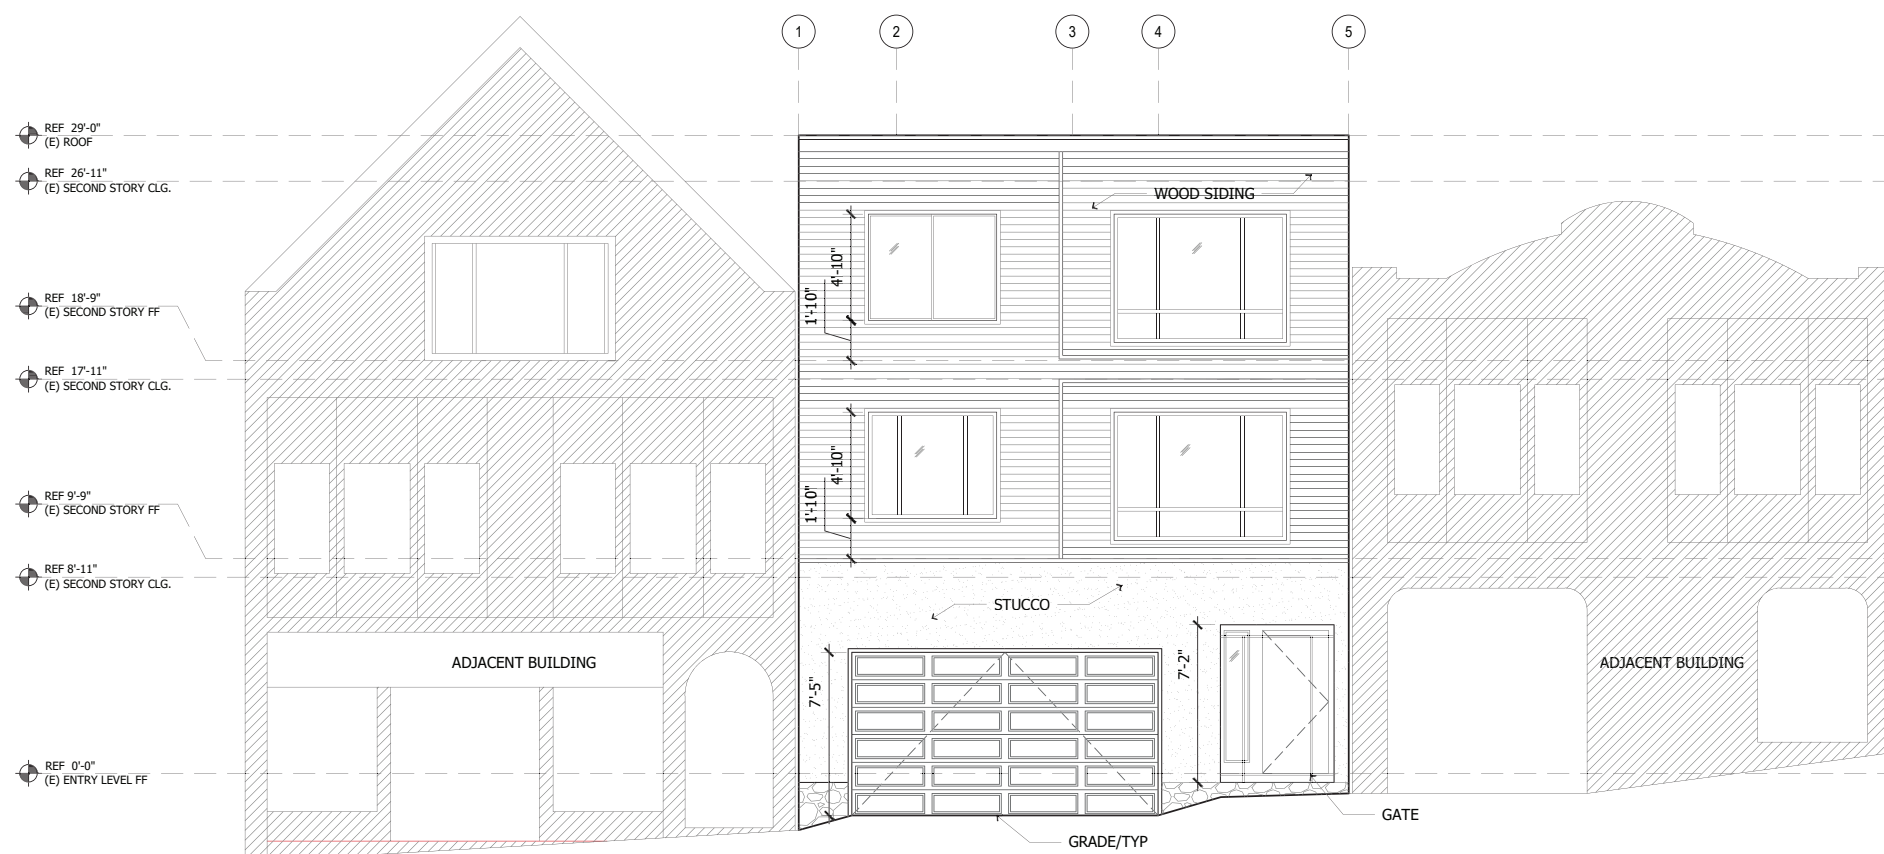 1 2 3 4 5
REF 29'-0"
(E) ROOF
REF 26'-11"
(E) SECOND STORY CLG.
WOOD SIDING
4'-10"
1'-10"
REF 18'-9"
(E) SECOND STORY FF
REF 17'-11"
(E) SECOND STORY CLG.
4'-10"
1'-10"
REF 9'-9"
(E) SECOND STORY FF
REF 8'-11"
(E) SECOND STORY CLG.
STUCCO
ADJACENT BUILDING
7'-5"
7'-2"
ADJACENT BUILDING
REF 0'-0"
(E) ENTRY LEVEL FF
GATE
GRADE/TYP